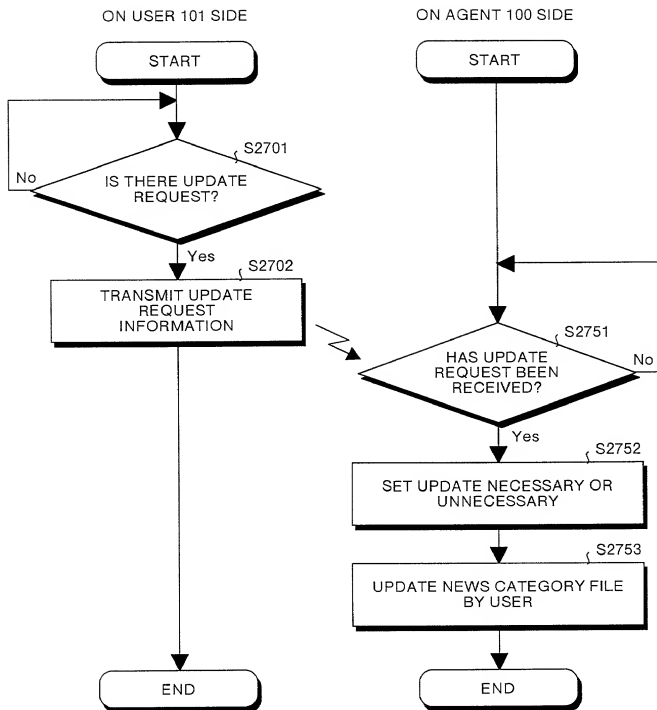 ON USER 101 SIDE
START
S2701
IS THERE UPDATE
REQUEST?
No
Yes
S2702
TRANSMIT UPDATE
REQUEST
INFORMATION
END
ON AGENT 100 SIDE
START
S2751
HAS UPDATE
REQUEST BEEN
RECEIVED?
No
Yes
S2752
SET UPDATE NECESSARY OR
UNNECESSARY
S2753
UPDATE NEWS CATEGORY FILE
BY USER
END